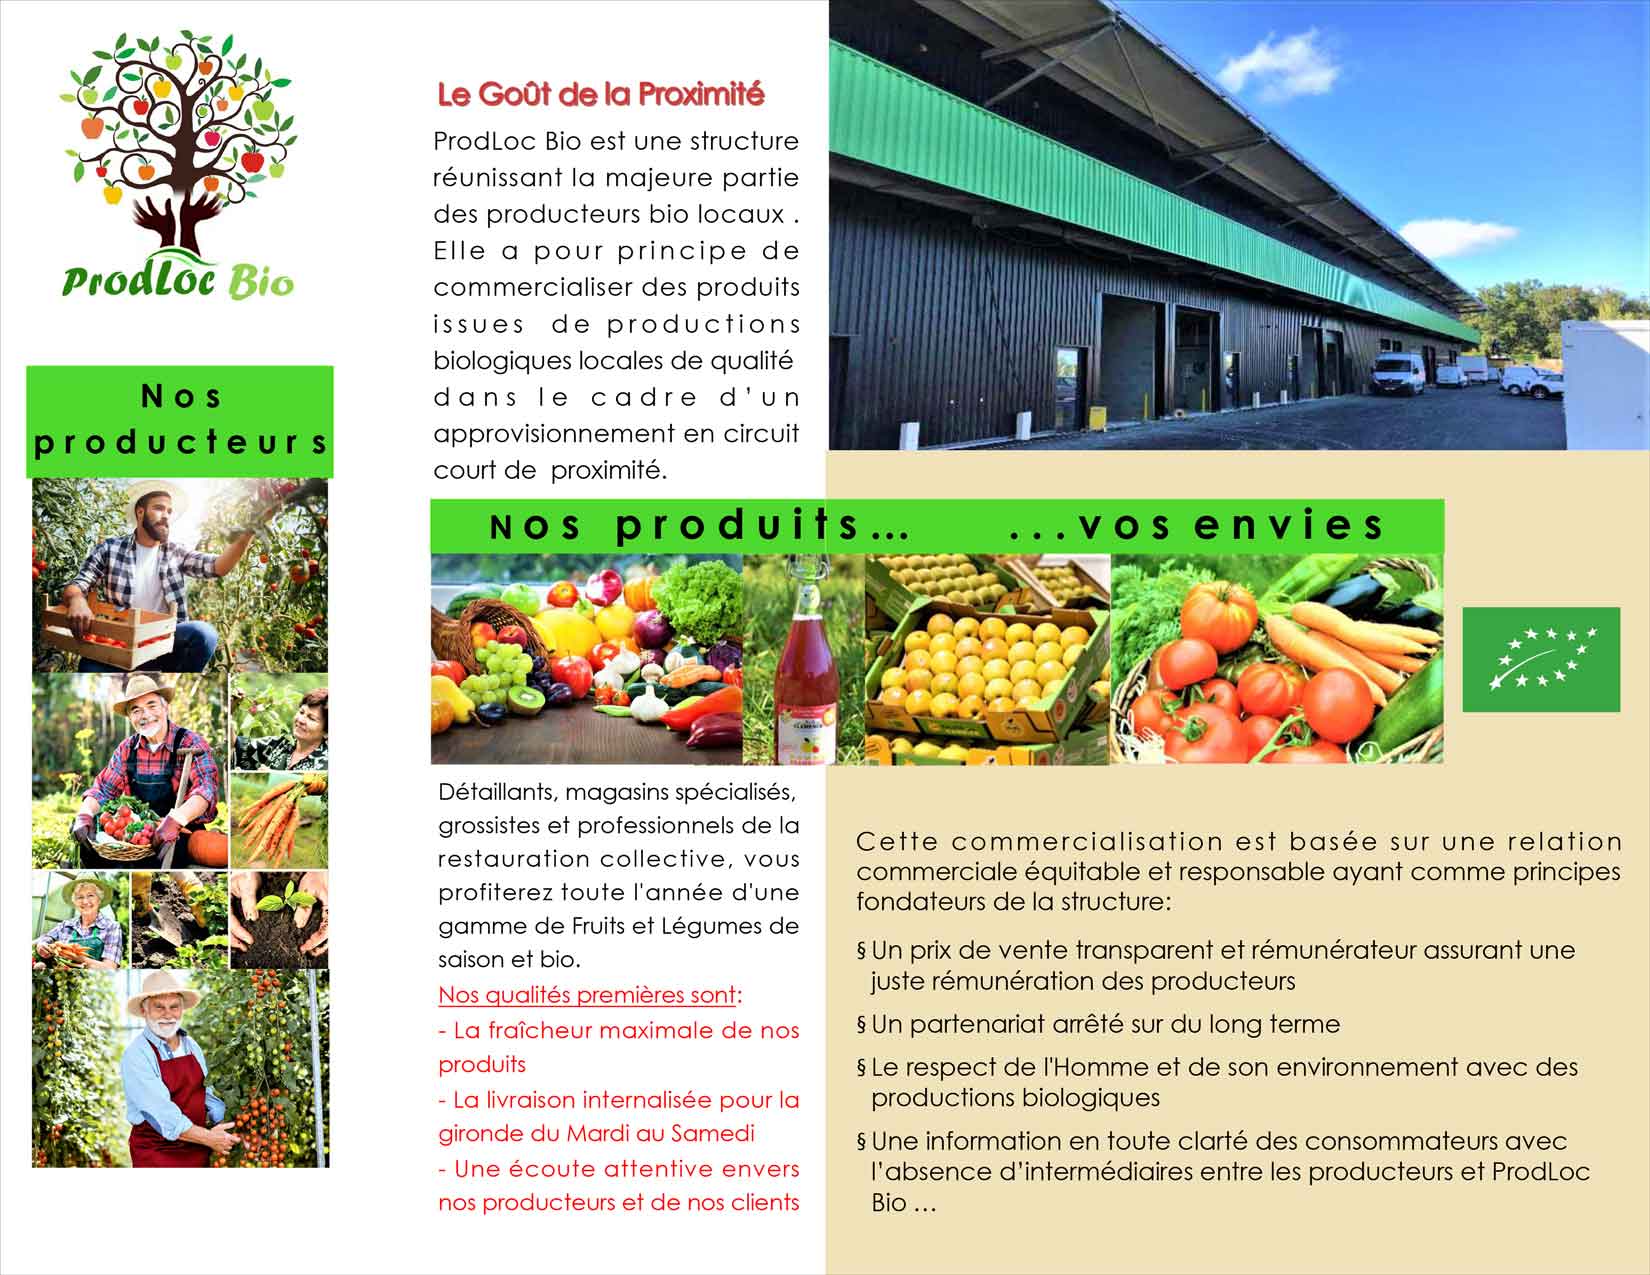 ProdLoc Bio
Nos
producteurs
Le Goût de la Proximité
ProdLoc Bio est une structure
réunissant la majeure partie
des producteurs bio locaux .
Elle a pour principe de
commercialiser des produits
issues de productions
biologiques locales de qualité
dans le cadre d’un
approvisionnement en circuit
court de proximité.
Nos produits... ...vos envies
Détaillants, magasins spécialisés,
grossistes et professionnels de la
restauration collective, vous
profiterez toute l'année d'une
gamme de Fruits et Légumes de
saison et bio.
Nos qualités premières sont:
- La fraîcheur maximale de nos
produits
- La livraison internalisée pour la
gironde du Mardi au Samedi
- Une écoute attentive envers
nos producteurs et de nos clients
Cette commercialisation est basée sur une relation
commerciale équitable et responsable ayant comme principes
fondateurs de la structure:
§ Un prix de vente transparent et rémunérateur assurant une
juste rémunération des producteurs
§ Un partenariat arrêté sur du long terme
§ Le respect de l'Homme et de son environnement avec des
productions biologiques
§ Une information en toute clarté des consommateurs avec
l’absence d’intermédiaires entre les producteurs et ProdLoc
Bio ...